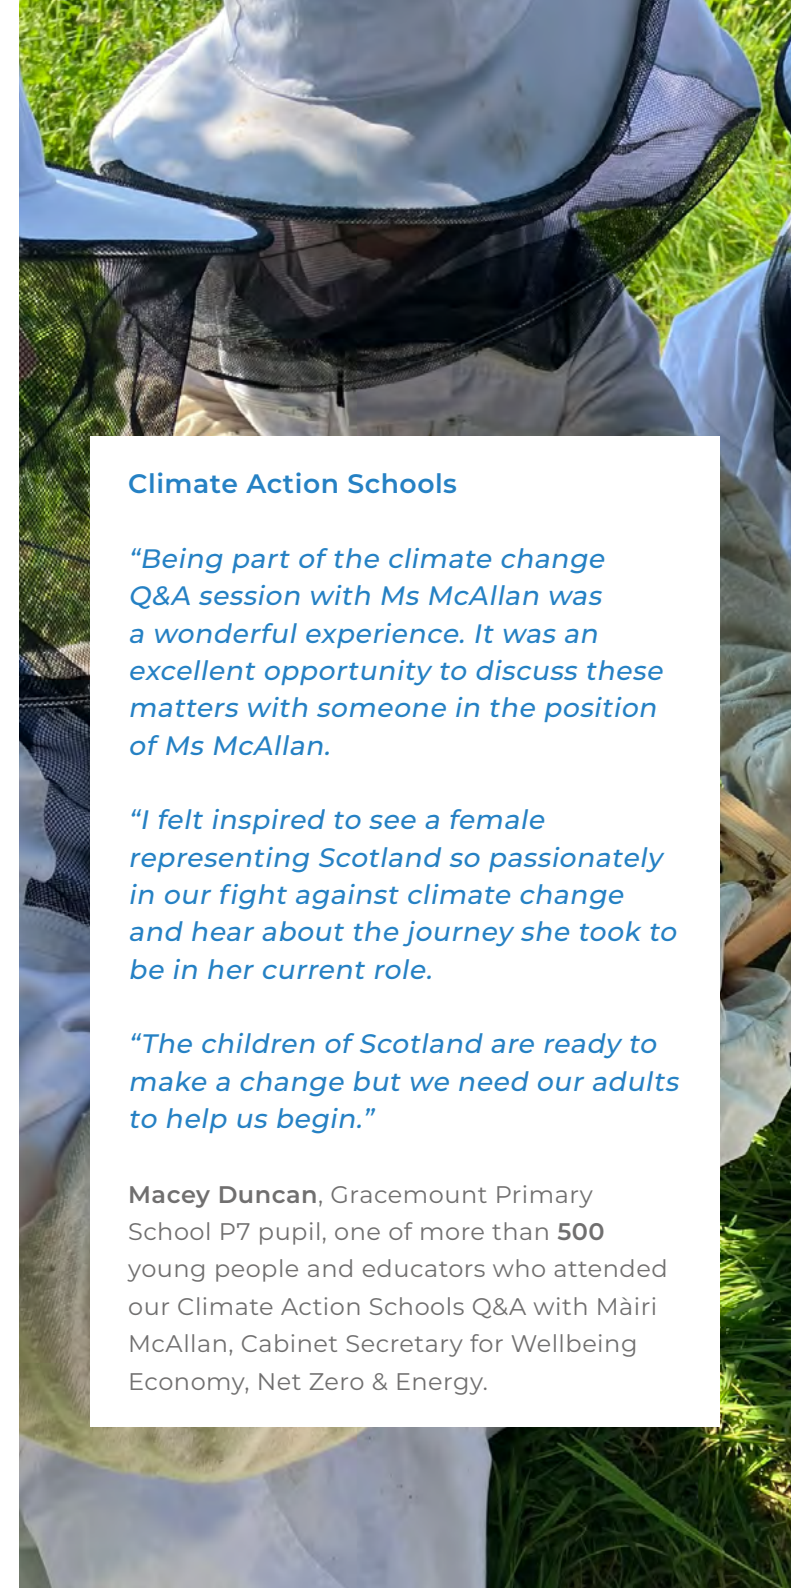 Climate Action Schools
“Being part of the climate change
Q&A session with Ms McAllan was
a wonderful experience. It was an
excellent opportunity to discuss these
matters with someone in the position
of Ms McAllan.
“I felt inspired to see a female
representing Scotland so passionately
in our fight against climate change
and hear about the journey she took to
be in her current role.
“The children of Scotland are ready to
make a change but we need our adults
to help us begin.”
Macey Duncan, Gracemount Primary
School P7 pupil, one of more than 500
young people and educators who attended
our Climate Action Schools Q&A with Màiri
McAllan, Cabinet Secretary for Wellbeing
Economy, Net Zero & Energy.